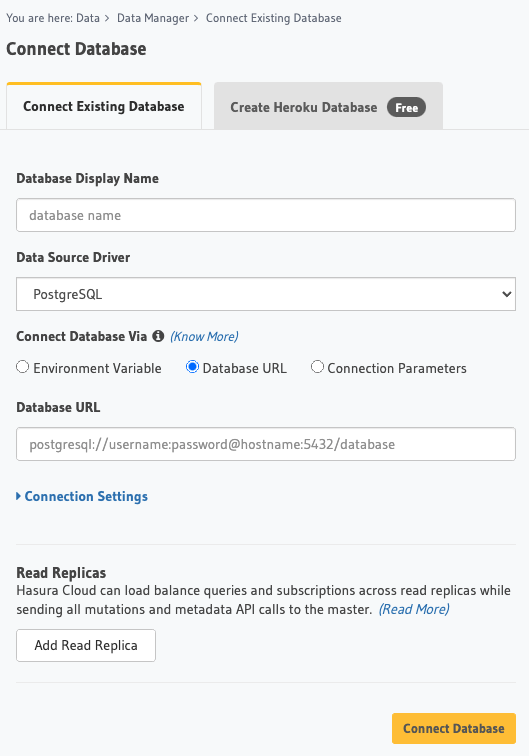 You are here: Data > Data Manager > Connect Existing Database
Connect Database
Connect Existing Database
Create Heroku Database Free
Database Display Name
database name
Data Source Driver
PostgreSQL
Connect Database Via (Know More)
Environment Variable Database URL Connection Parameters
Database URL
postgresql://username:password@hostname:5432/database
Connection Settings
Read Replicas
Hasura Cloud can load balance queries and subscriptions across read replicas while
sending all mutations and metadata API calls to the master. (Read More)
Add Read Replica
Connect Database